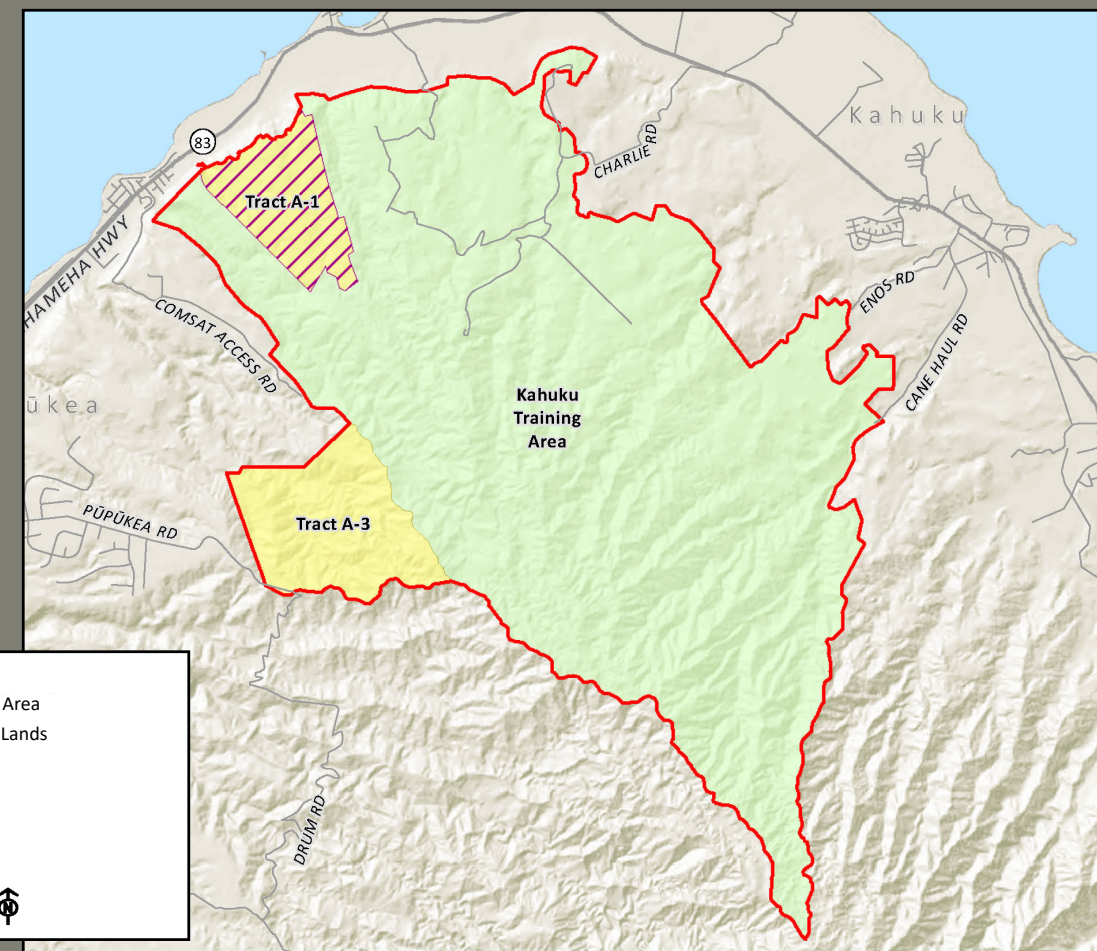 Kahuku
83
CHARLIE RD
Tract A-1
HAMEHA HWY
ENOS RD
COMSAT ACCESS RD
CANE HAUL RD
ūkea
Kahuku
Training
Area
PŪPŪKEA RD
Tract A-3
Area
Lands
DRUM RD
N